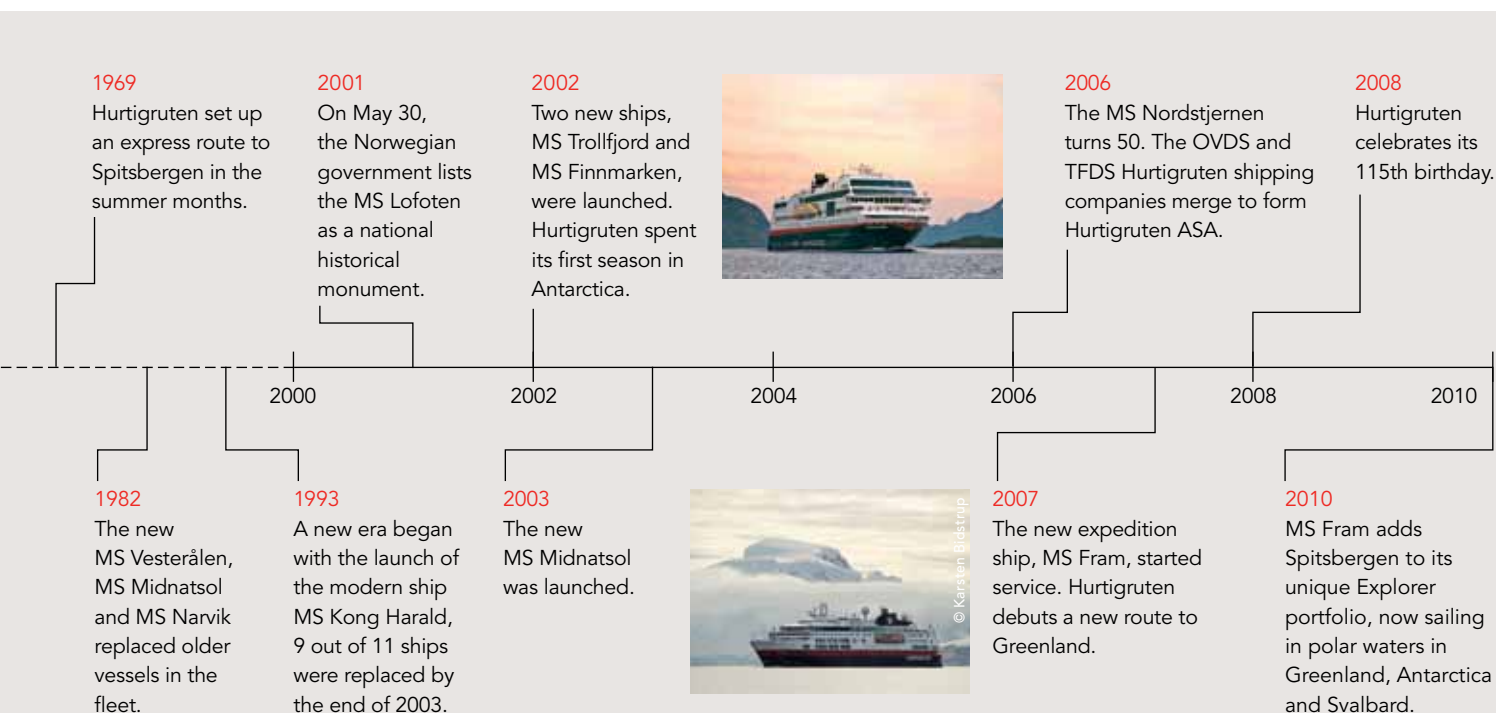 1969
Hurtigruten set up
an express route to
Spitsbergen in the
summer months.
2001
On May 30,
the Norwegian
government lists
the MS Lofoten
as a national
historical
monument.
2002
Two new ships,
MS Trollfjord and
MS Finnmarken,
were launched.
Hurtigruten spent
its first season in
Antarctica.
2006
The MS Nordstjernen
turns 50. The OVDS and
TFDS Hurtigruten shipping
companies merge to form
Hurtigruten ASA.
2008
Hurtigruten
celebrates its
115th birthday.
2000
2002
2004
2006
2008
2010
1982
The new
MS Vesterålen,
MS Midnatsol
and MS Narvik
replaced older
vessels in the
fleet.
1993
A new era began
with the launch of
the modern ship
MS Kong Harald,
9 out of 11 ships
were replaced by
the end of 2003.
2003
The new
MS Midnatsol
was launched.
© Karsten Bidstrup
2007
The new expedition
ship, MS Fram, started
service. Hurtigruten
debuts a new route to
Greenland.
2010
MS Fram adds
Spitsbergen to its
unique Explorer
portfolio, now sailing
in polar waters in
Greenland, Antarctica
and Svalbard.